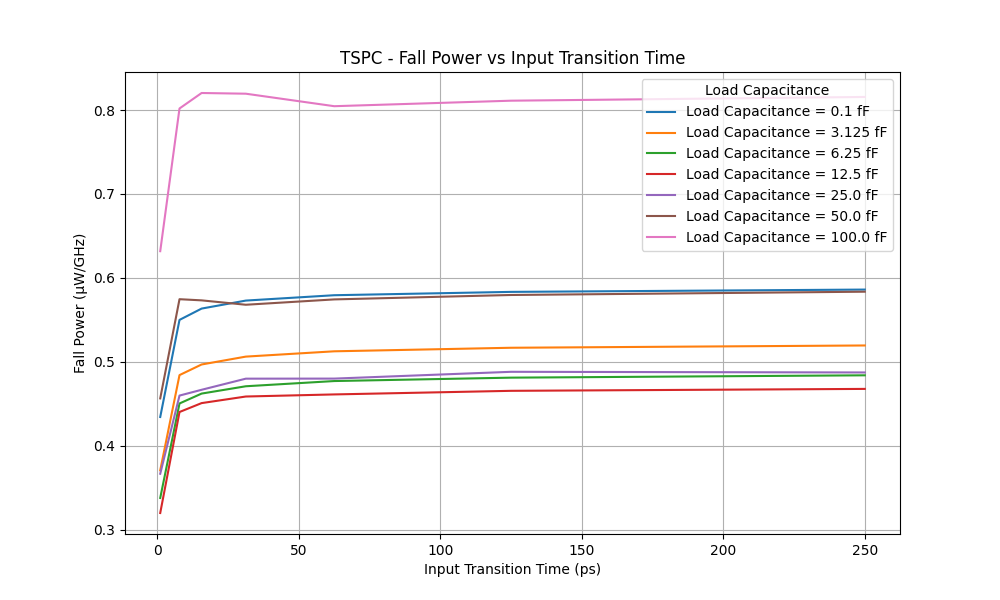 TSPC - Fall Power vs Input Transition Time
Fall Power (µW/GHz)
0.8
0.7
0.6
0.5
0.4
0.3
Load Capacitance
Load Capacitance = 0.1 fF
Load Capacitance = 3.125 fF
Load Capacitance = 6.25 fF
Load Capacitance = 12.5 fF
Load Capacitance = 25.0 fF
Load Capacitance = 50.0 fF
Load Capacitance = 100.0 fF
0 50 100 150 200 250
Input Transition Time (ps)